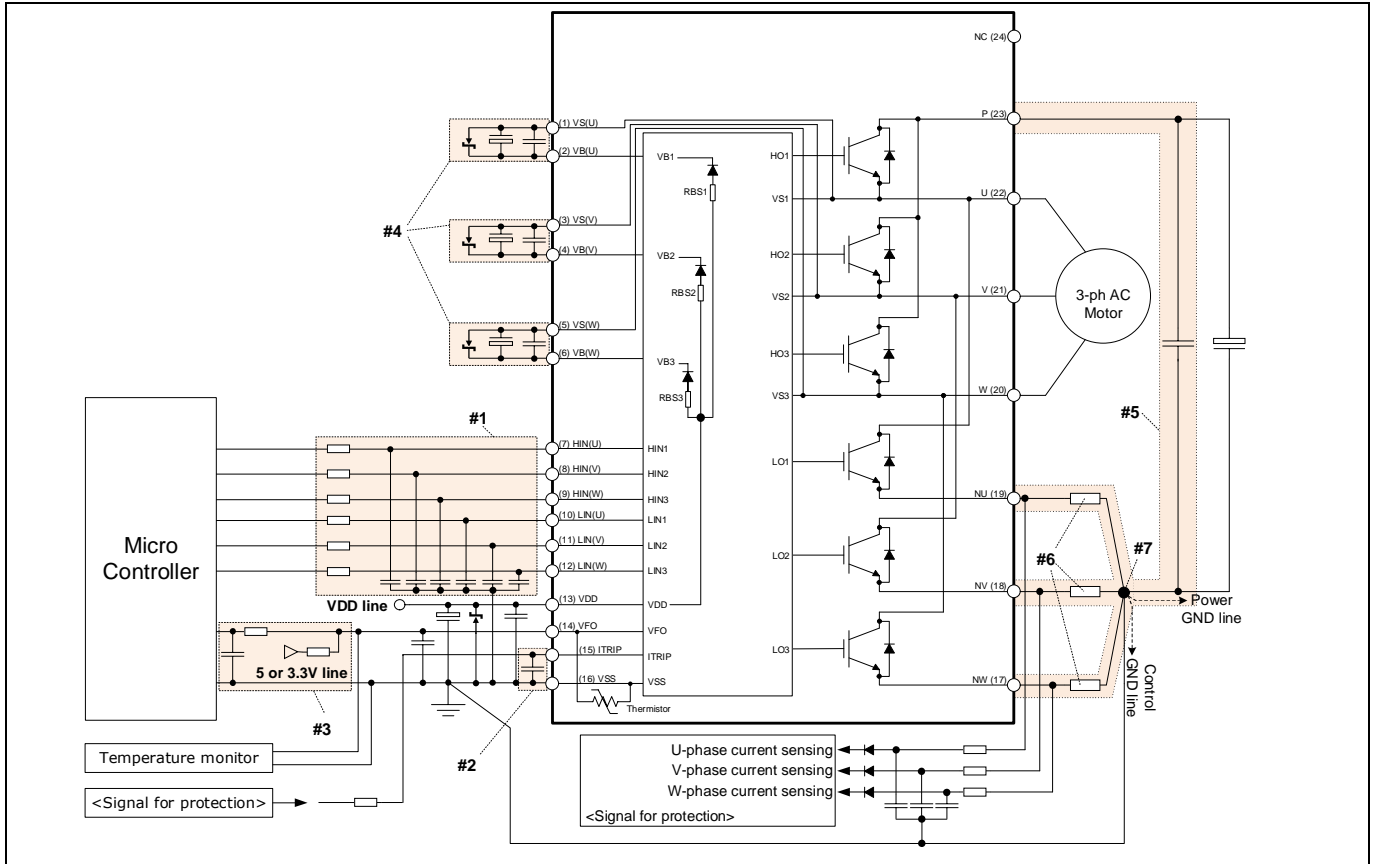 NC (24)
P (23)
(1) VS(U)
(2) VB(U)
VB1
HO1
RBS1
VS1
U (22)
#4
(3) VS(V)
(4) VB(V)
VB2
HO2
RBS2
VS2
V (21)
3-ph AC
Motor
(5) VS(W)
(6) VB(W)
VB3
HO3
RBS3
VS3
W (20)
#5
#1
(7) HIN(U)
HIN1
LO1
(8) HIN(V)
HIN2
(9) HIN(W)
HIN3
NU (19)
(10) LIN(U)
LIN1
Micro
Controller
(11) LIN(V)
LIN2
LO2
#6
#7
(12) LIN(W)
LIN3
NV (18)
Power
GND line
VDD line
(13) VDD
VDD
(14) VFO
VFO
(15) ITRIP
ITRIP
LO3
5 or 3.3V line
(16) VSS
VSS
NW (17)
Control
GND line
Thermistor
#3
#2
Temperature monitor
<Signal for protection>
U-phase current sensing
V-phase current sensing
W-phase current sensing
<Signal for protection>